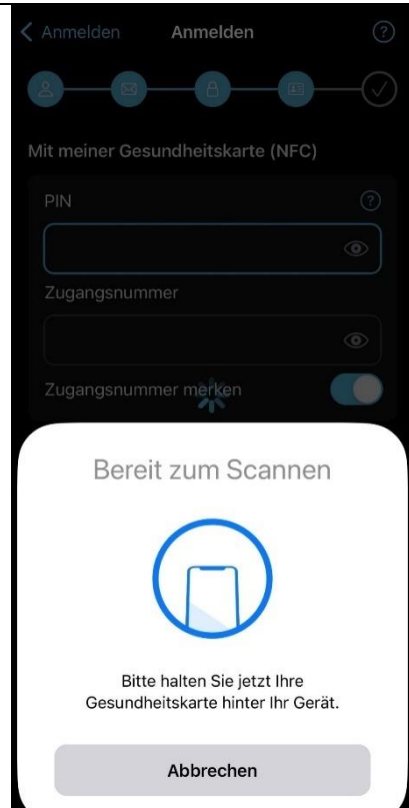 Anmelden
Anmelden
?
Mit meiner Gesundheitskarte (NFC)
PIN
?
Zugangsnummer
Zugangsnummer merken
Bereit zum Scannen
Bitte halten Sie jetzt Ihre
Gesundheitskarte hinter Ihr Gerät.
Abbrechen